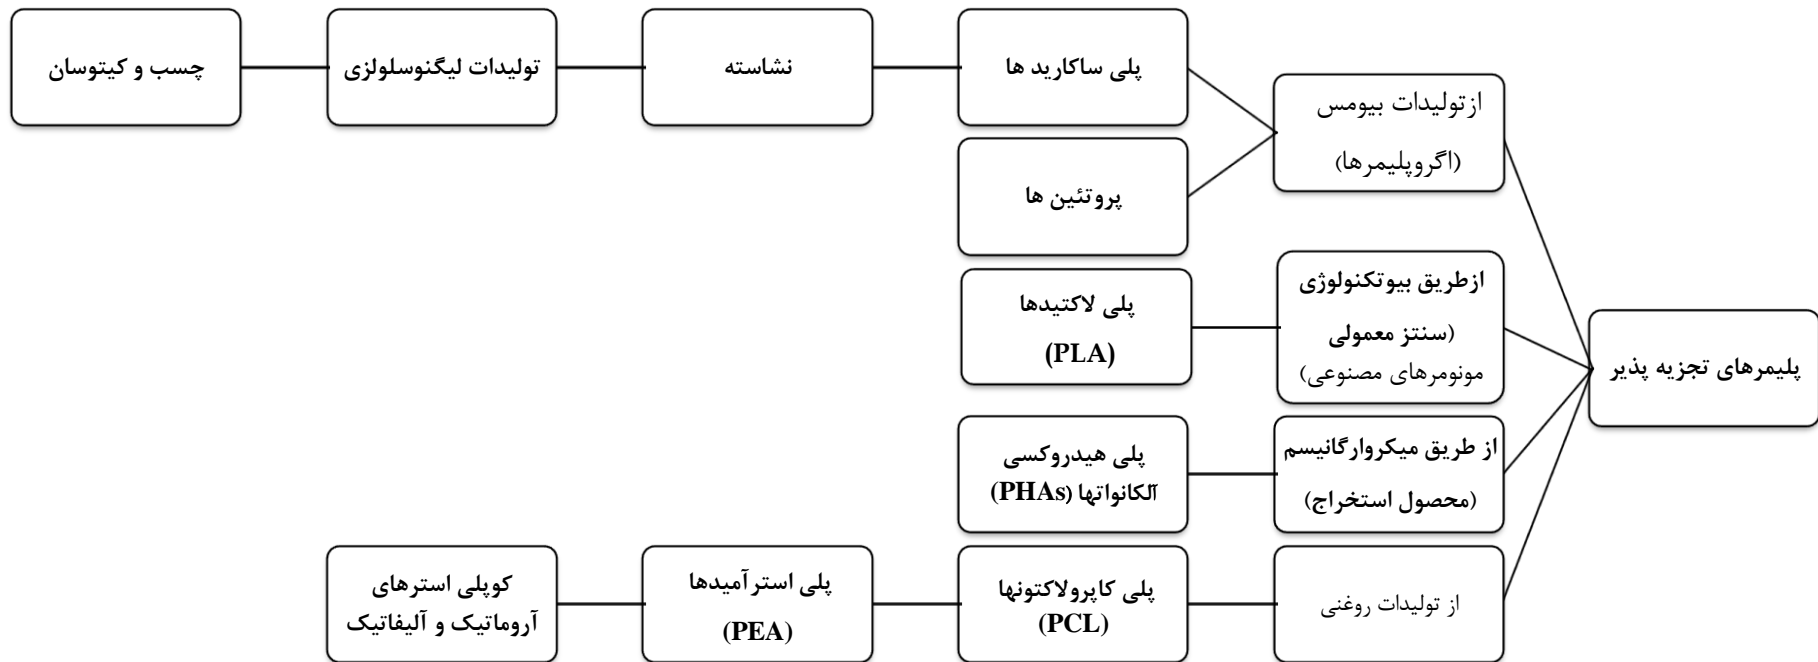 پلیمرهای تجزیه پذیر
ازتولیدات بیومس
(اگروپلیمرها)
پلی ساکارید ها
نشاسته
تولیدات لیگنوسلولزی
چسب و کیتوسان
پروتئین ها
ازطریق بیوتکنولوژی
(سنتز معمولی
مونومرهای مصنوعی)
پلی لاکتیدها
(PLA)
از طریق میکروارگانیسم
(محصول استخراج)
پلی هیدروکسی
آلکانواتها (PHAs)
از تولیدات روغنی
پلی کاپرولاکتونها
(PCL)
پلی استرآمیدها
(PEA)
کوپلی استرهای
آروماتیک و آلیفاتیک